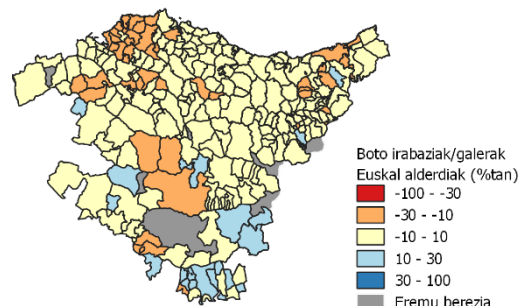 Boto irabaziak/galerak
Euskal alderdiak (%tan)
-100 - -30
-30 - -10
-10 - 10
10 - 30
30 - 100
Eremu berezia